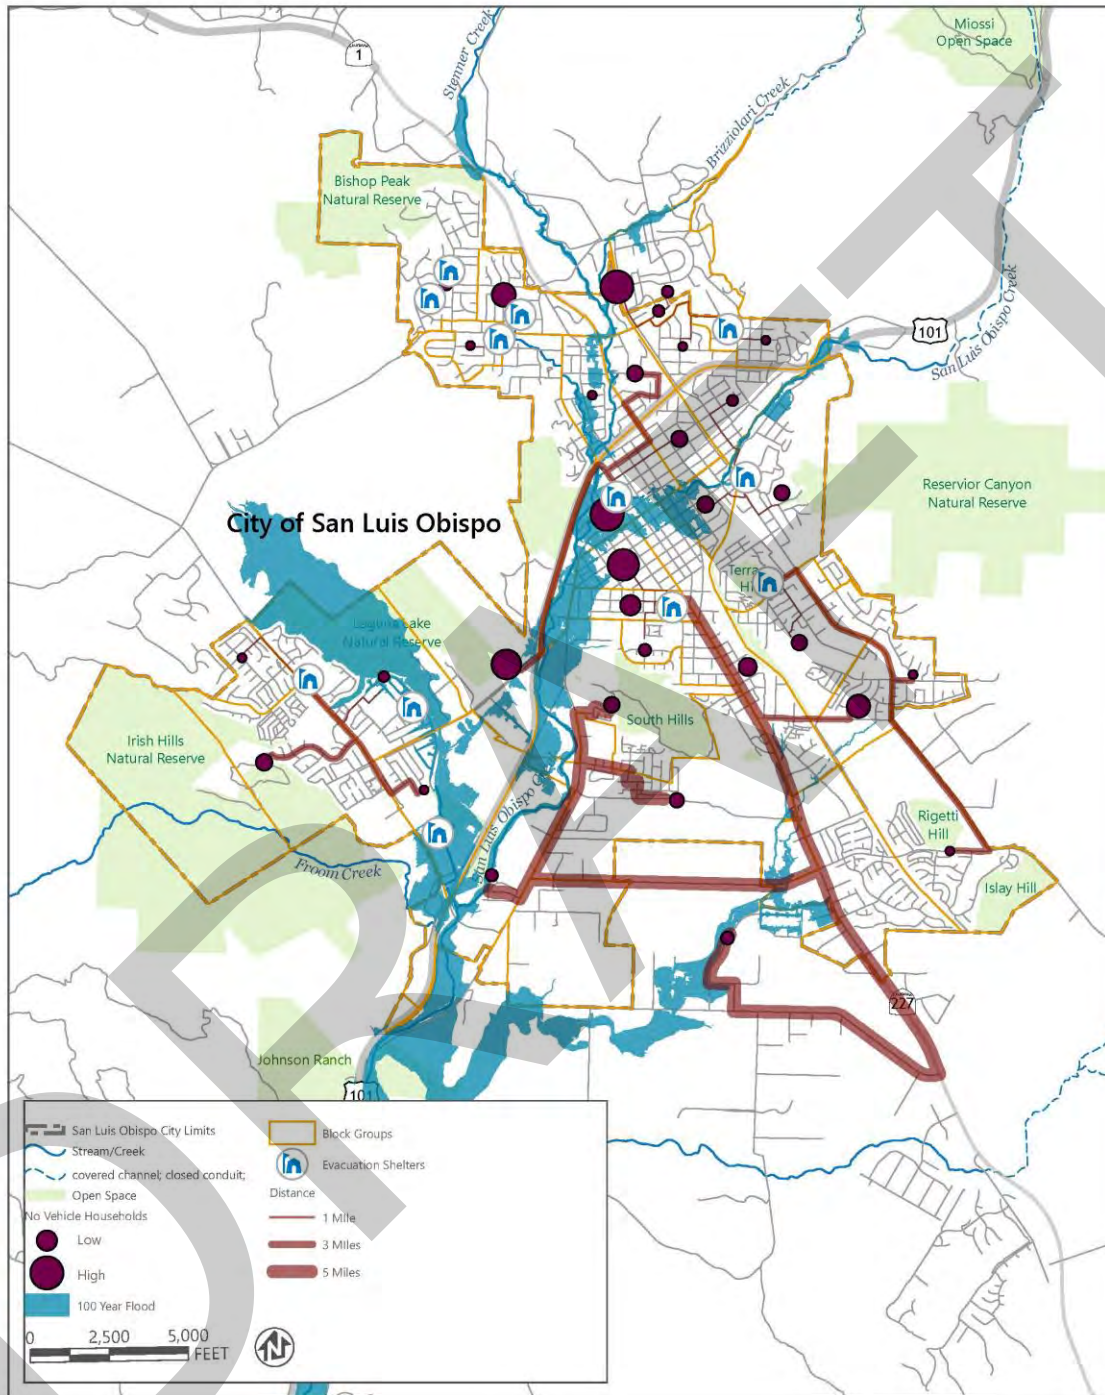 Miossi
Open Space
1
Stenner Creek
Brizziolari Creek
Bishop Peak
Natural Reserve
101
San Luis Obispo Creek
Reservior Canyon
Natural Reserve
City of San Luis Obispo
Terra
Hi
Laguna Lake
Natural Reserve
South Hills
Irish Hills
Natural Reserve
San Luis Obispo C
Rigetti
Hill
Froom Creek
Islay Hill
227
Johnson Ranch
101
San Luis Obispo City Limits
Stream/Creek
covered channel; closed conduit;
Open Space
No Vehicle Households
Low
High
100 Year Flood
0 2,500 5,000
FEET
Block Groups
Evacuation Shelters
Distance
1 Mile
3 Miles
5 Miles
N
DRAFT